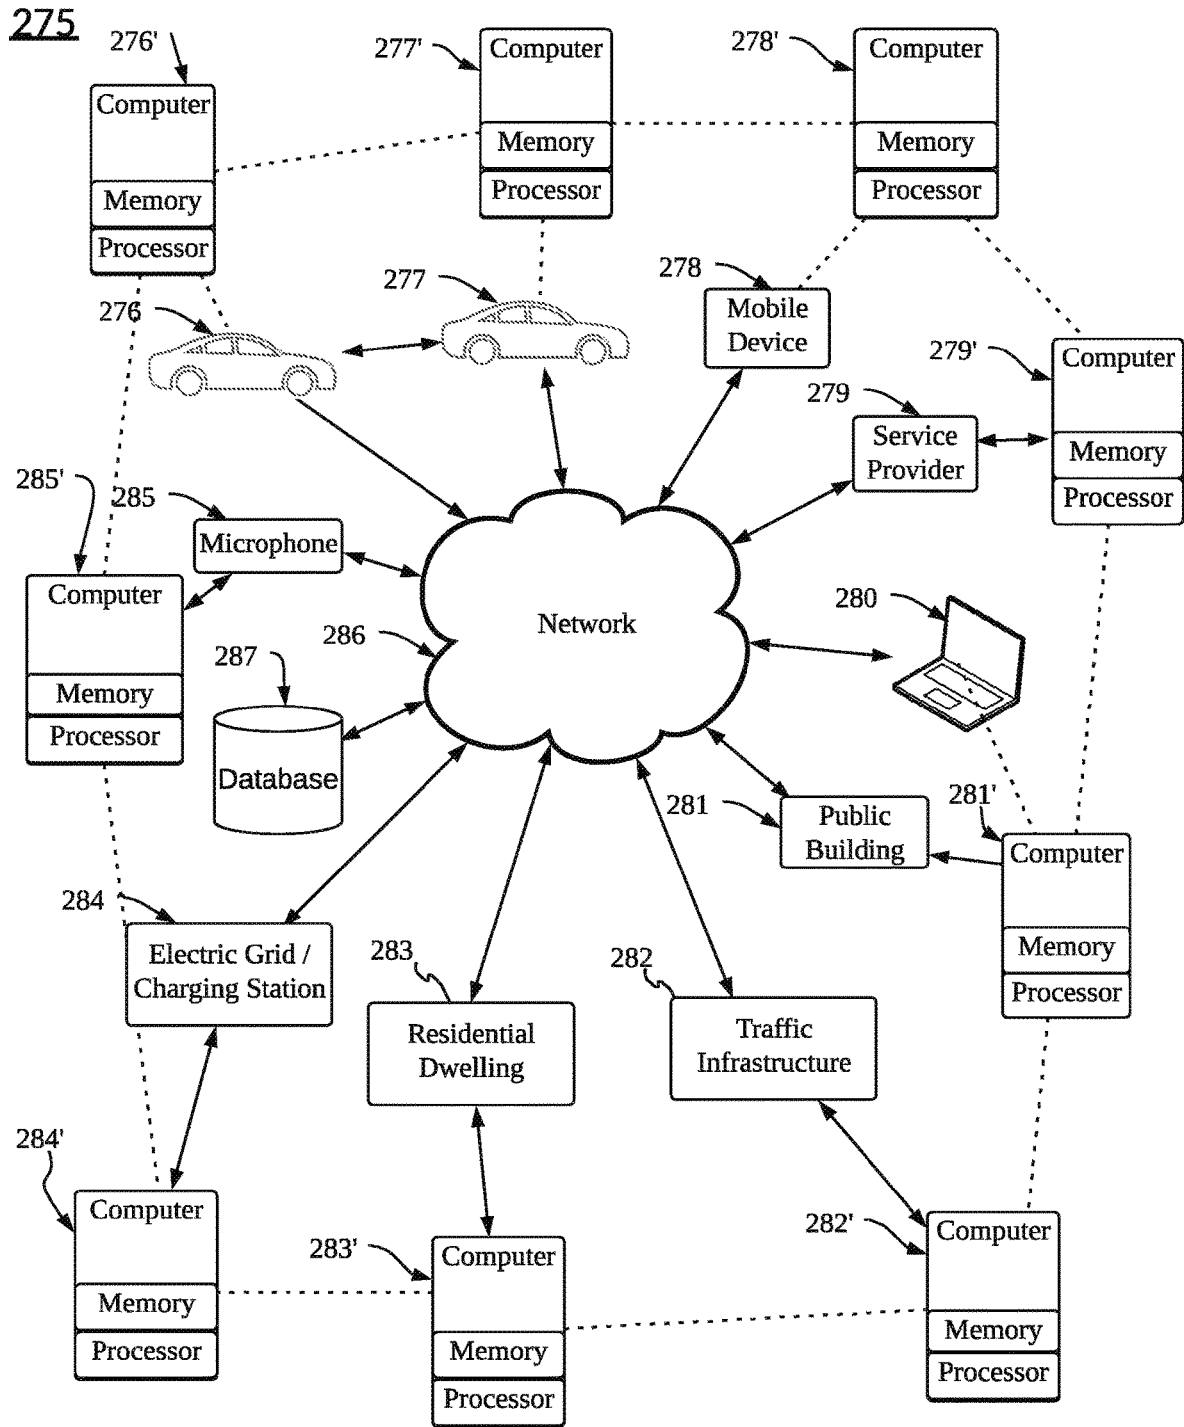 275
276'
277'
278'
Computer
Memory
Processor
Computer
Memory
Processor
Computer
Memory
Processor
276
277
278
Mobile
Device
279'
Computer
Memory
Processor
279
Service
Provider
285'
285
Microphone
Computer
Memory
Processor
286
Network
280
287
Database
281
Public
Building
281'
Computer
Memory
Processor
284
Electric Grid /
Charging Station
283
Residential
Dwelling
282
Traffic
Infrastructure
284'
Computer
Memory
Processor
283'
Computer
Memory
Processor
282'
Computer
Memory
Processor